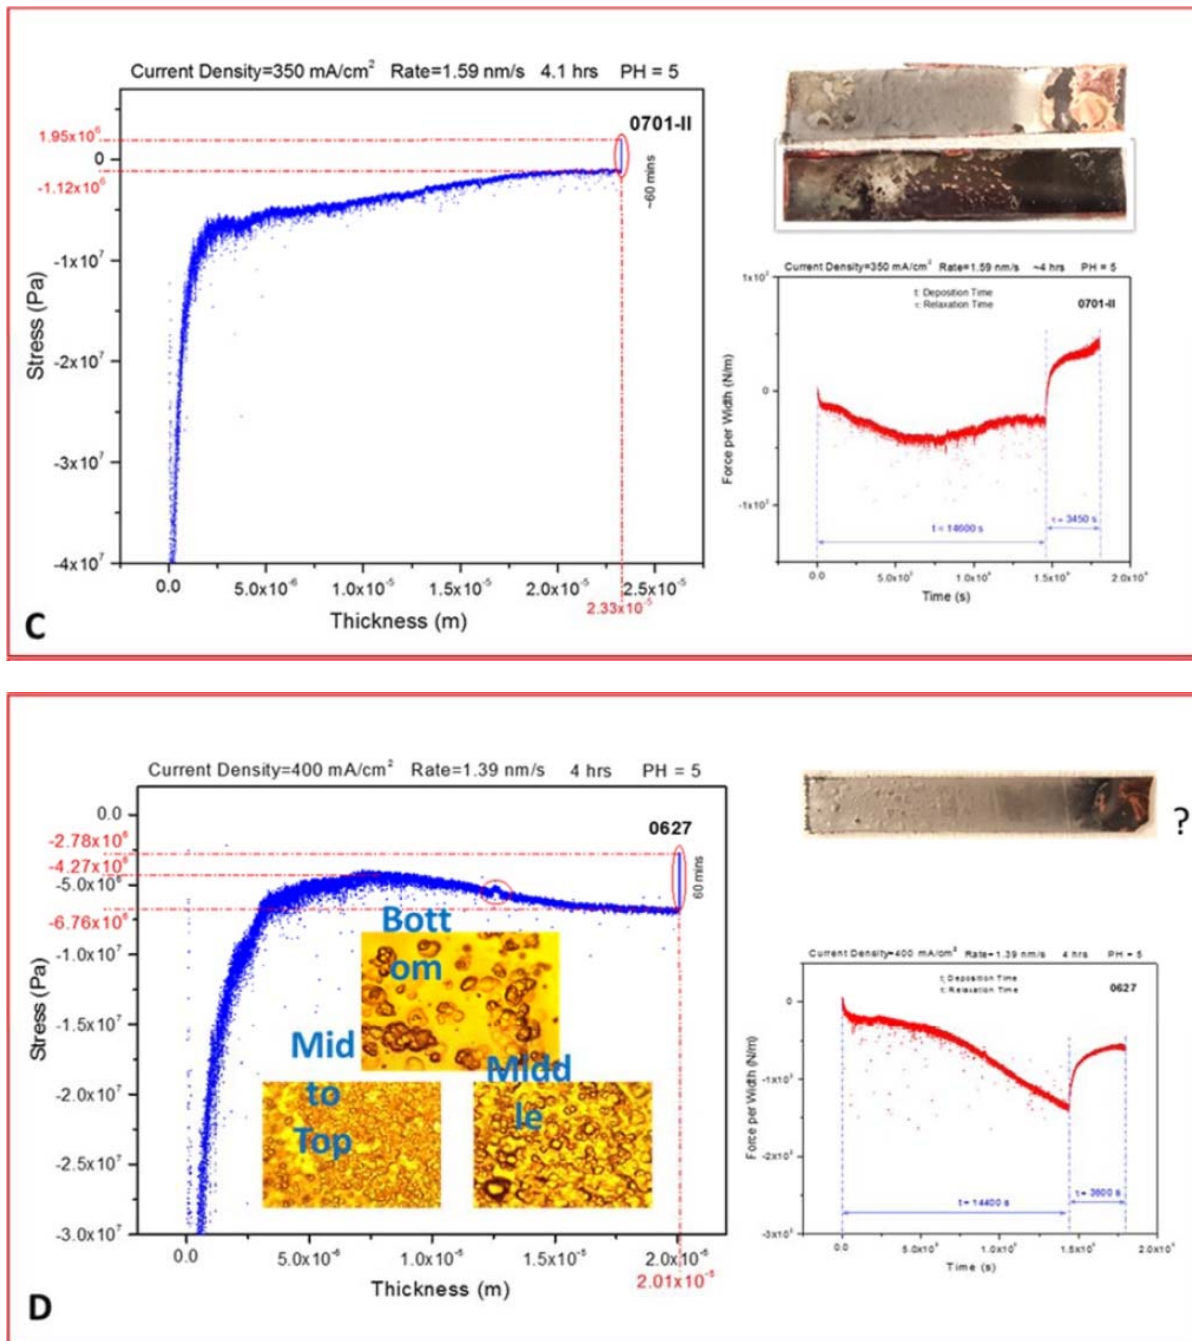 Current Density=350 mA/cm² Rate=1.59 nm/s 4.1 hrs PH = 5
0701-II
1.95x10⁶
0
-1.12x10⁶
-1x10⁷
-2x10⁷
-3x10⁷
-4x10⁷
Stress (Pa)
~60 mins
0.0 5.0x10⁻⁶ 1.0x10⁻⁵ 1.5x10⁻⁵ 2.0x10⁻⁵ 2.5x10⁻⁵
2.33x10⁻⁵
Thickness (m)
C
Current Density=350 mA/cm² Rate=1.59 nm/s ~4 hrs PH = 5
t: Deposition Time
τ: Relaxation Time
0701-II
0
Force per Width (N/m)
t = 14600 s
τ = 3450 s
0.0
Time (s)
Current Density=400 mA/cm² Rate=1.39 nm/s 4 hrs PH = 5
0627
0.0
-2.78x10⁶
-4.27x10⁶
-5.0x10⁶
-6.76x10⁶
-1.0x10⁷
-1.5x10⁷
-2.0x10⁷
-2.5x10⁷
-3.0x10⁷
Stress (Pa)
60 mins
Bott
om
Mid
to
Top
Midd
le
0.0 5.0x10⁻⁶ 1.0x10⁻⁵ 1.5x10⁻⁵ 2.0x10⁻⁵
2.01x10⁻⁵
Thickness (m)
D
?
Current Density=400 mA/cm² Rate=1.39 nm/s 4 hrs PH = 5
t: Deposition Time
τ: Relaxation Time
0627
0
Force per Width (N/m)
t = 14400 s
τ = 3600 s
0.0
Time (s)